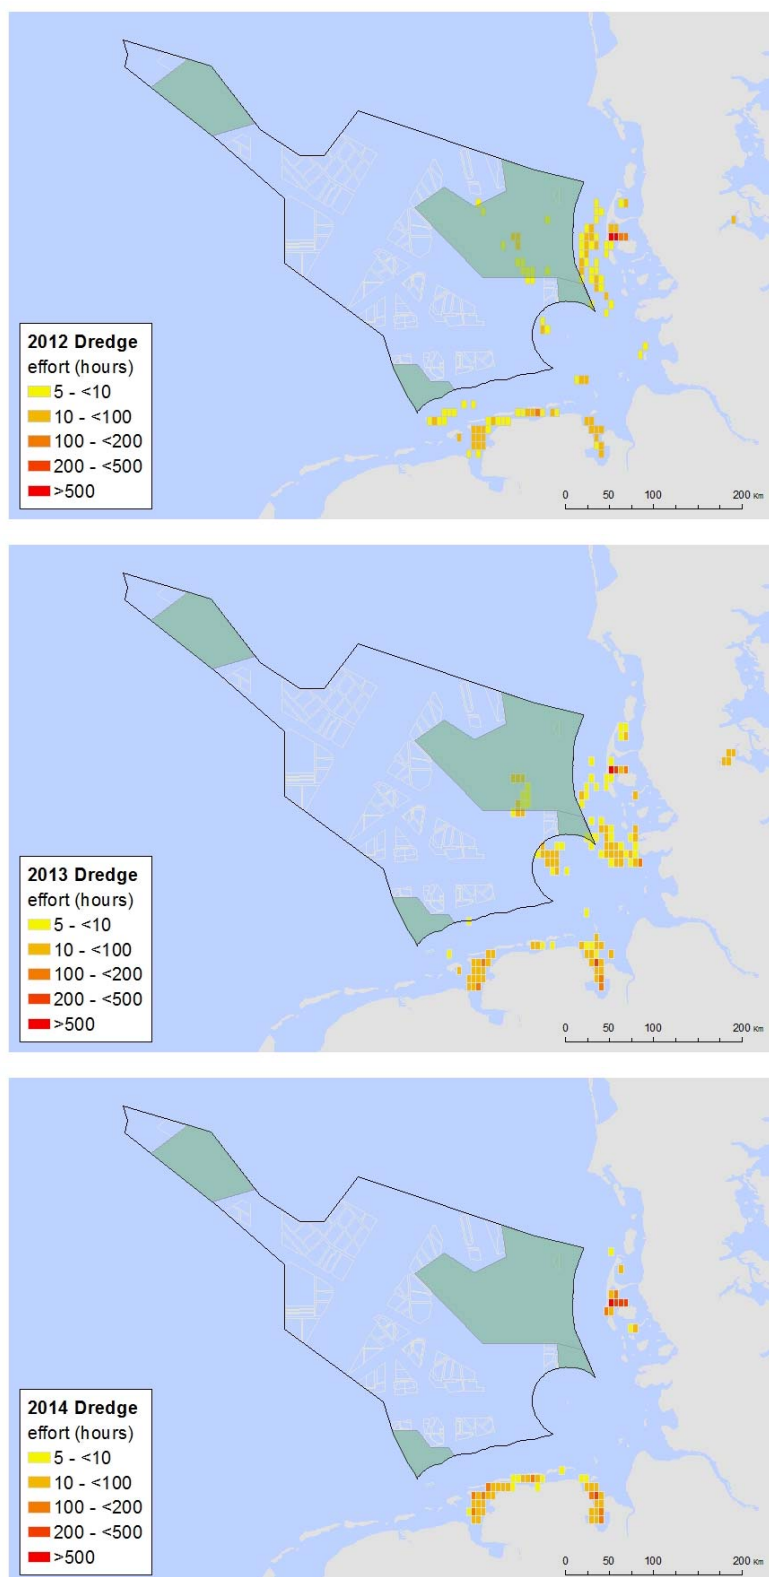 2012 Dredge
effort (hours)
5 - <10
10 - <100
100 - <200
200 - <500
>500
0 50 100 200 Km
2013 Dredge
effort (hours)
5 - <10
10 - <100
100 - <200
200 - <500
>500
0 50 100 200 Km
2014 Dredge
effort (hours)
5 - <10
10 - <100
100 - <200
200 - <500
>500
0 50 100 200 Km